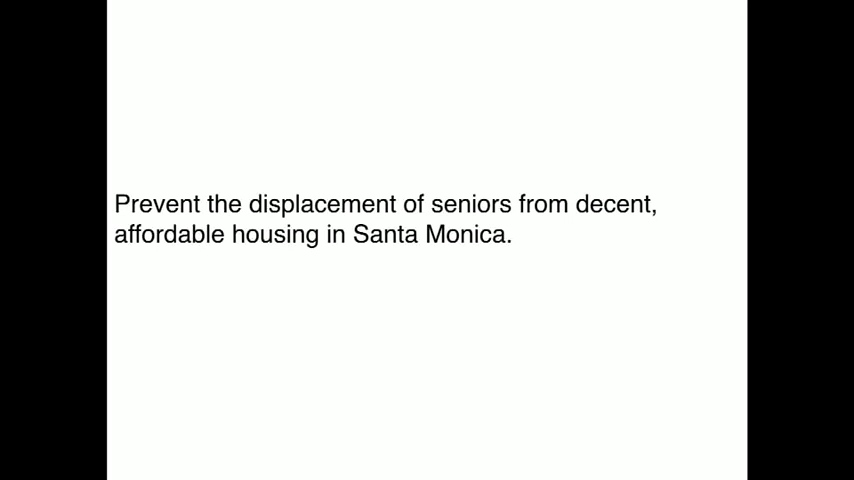 Prevent the displacement of seniors from decent,
affordable housing in Santa Monica.